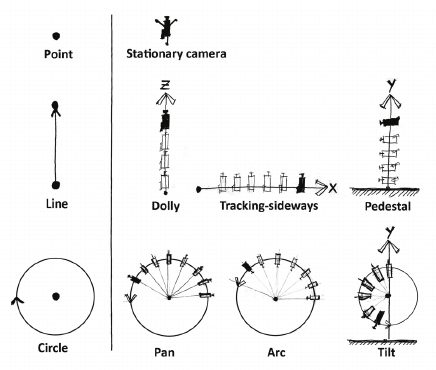 Point
Stationary camera
Z
Y
X
Line
Dolly
Tracking-sideways
Pedestal
Y
Circle
Pan
Arc
Tilt